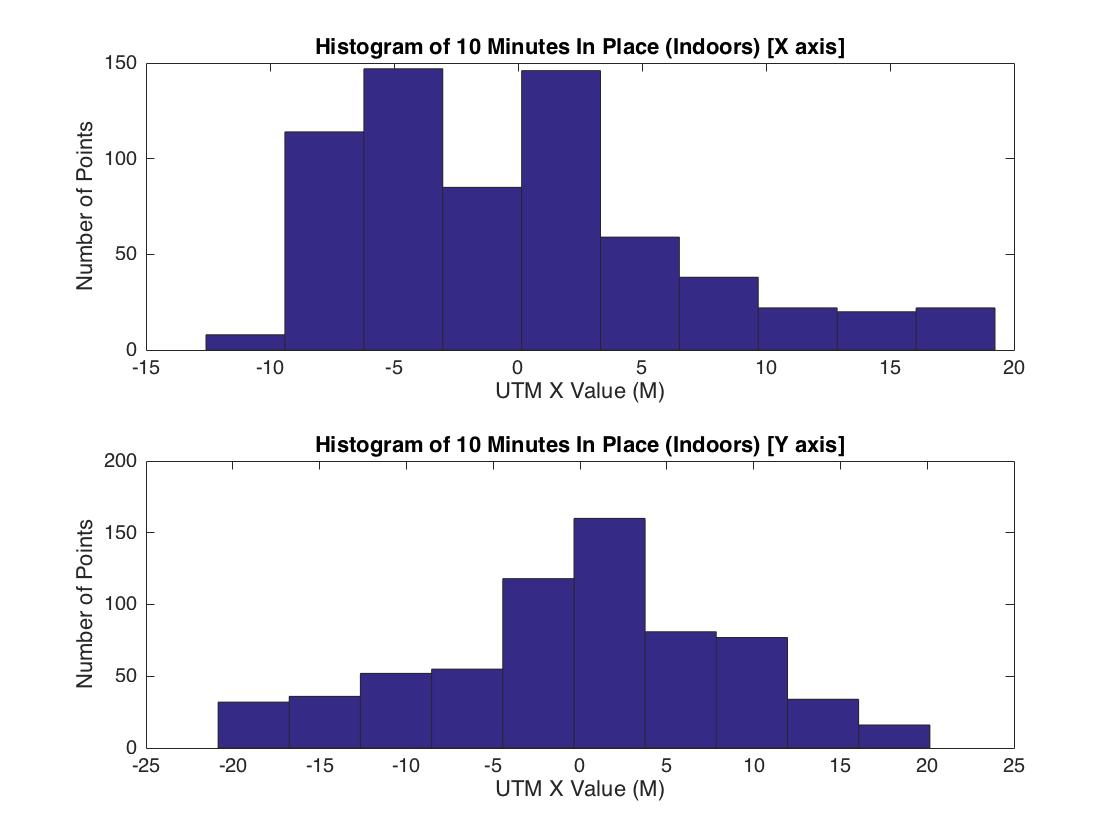 Histogram of 10 Minutes In Place (Indoors) [X axis]
150
100
50
0
Number of Points
-15 -10 -5 0 5 10 15 20
UTM X Value (M)
Histogram of 10 Minutes In Place (Indoors) [Y axis]
200
150
100
50
0
Number of Points
-25 -20 -15 -10 -5 0 5 10 15 20 25
UTM X Value (M)